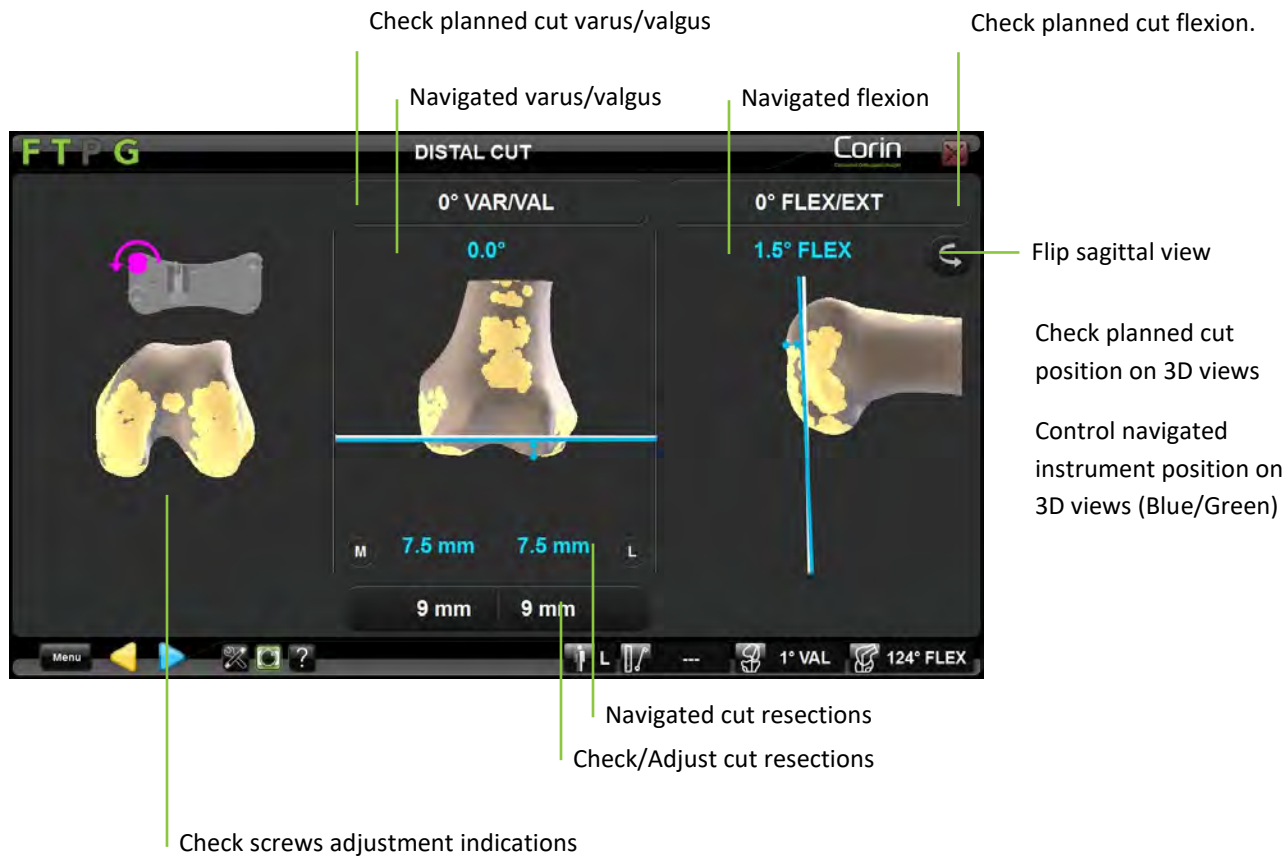 Check planned cut varus/valgus
Check planned cut flexion.
Navigated varus/valgus
Navigated flexion
F T P G
DISTAL CUT
Corin
0° VAR/VAL
0° FLEX/EXT
0.0°
1.5° FLEX
Flip sagittal view
Check planned cut
position on 3D views
Control navigated
instrument position on
3D views (Blue/Green)
M 7.5 mm 7.5 mm L
9 mm 9 mm
Menu ? L --- 1° VAL 124° FLEX
Navigated cut resections
Check/Adjust cut resections
Check screws adjustment indications